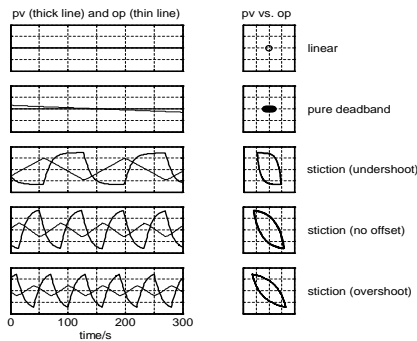 pv (thick line) and op (thin line)
pv vs. op
linear
pure deadband
stiction (undershoot)
stiction (no offset)
stiction (overshoot)
0 100 200 300
time/s